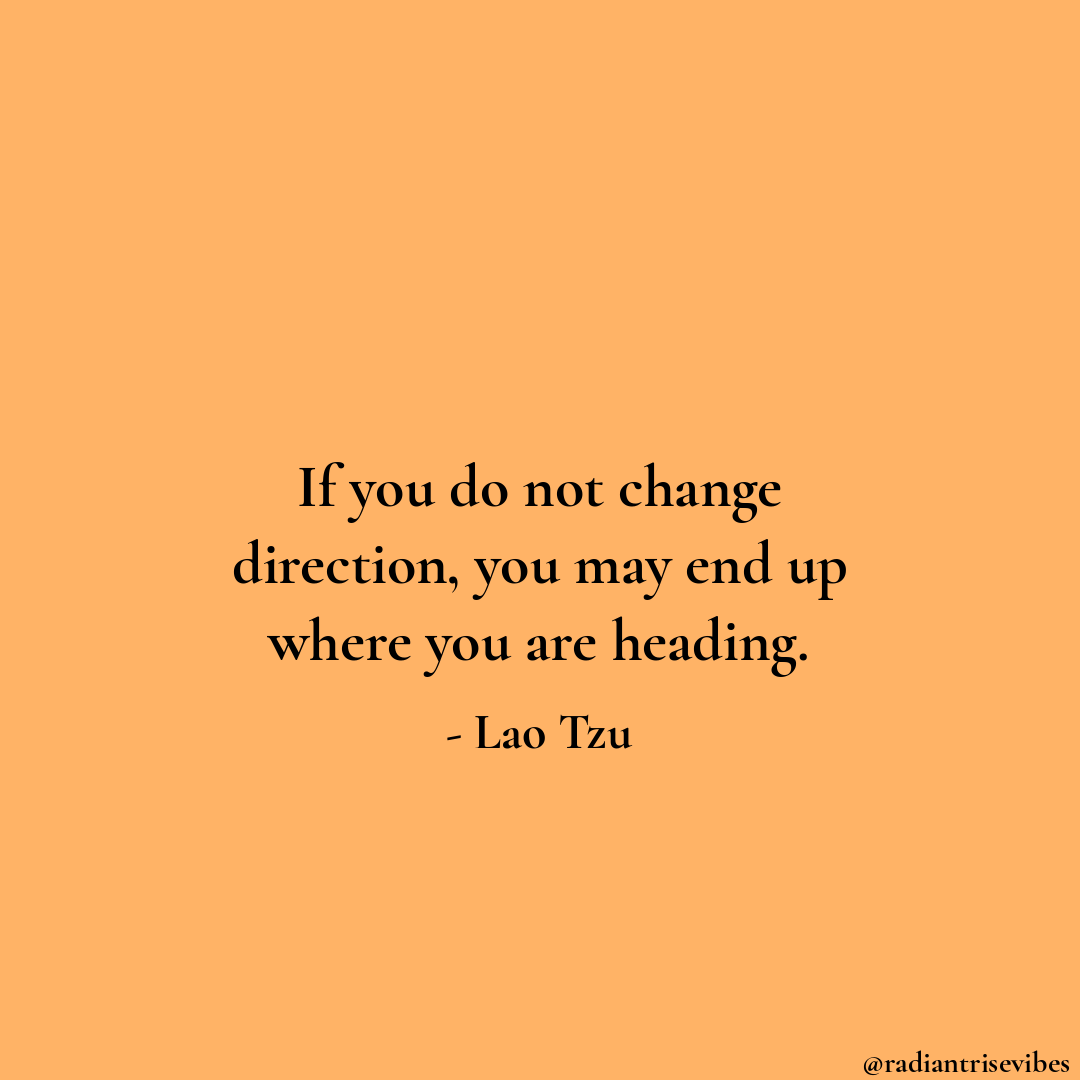 If you do not change
direction, you may end up
where you are heading.
- Lao Tzu
@radiantrisevibes